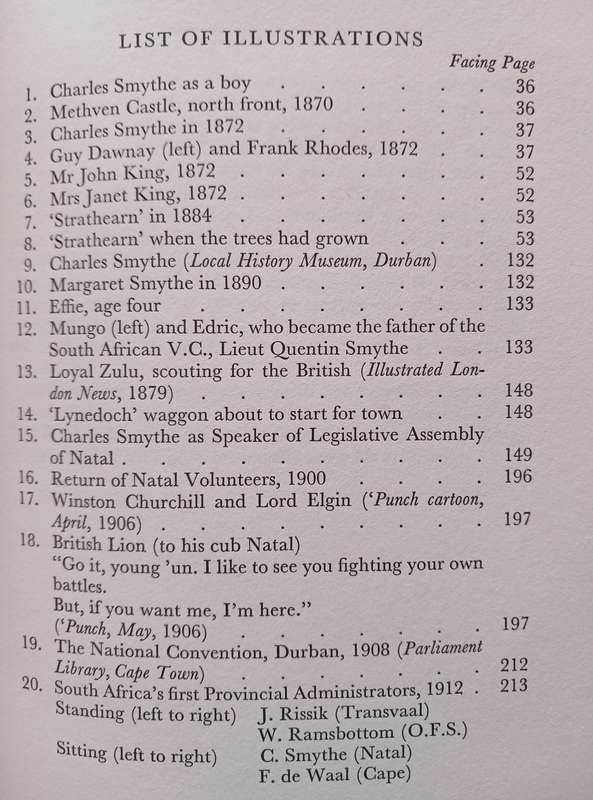 LIST OF ILLUSTRATIONS
Facing Page
1. Charles Smythe as a boy . . . . . . 36
2. Methven Castle, north front, 1870 . . . . 36
3. Charles Smythe in 1872 . . . . . . 37
4. Guy Dawnay (left) and Frank Rhodes, 1872 . . 37
5. Mr John King, 1872 . . . . . . . 52
6. Mrs Janet King, 1872 . . . . . . . 52
7. ‘Strathearn’ in 1884 . . . . . . . 53
8. ‘Strathearn’ when the trees had grown . . . 53
9. Charles Smythe (Local History Museum, Durban) . 132
10. Margaret Smythe in 1890 . . . . . . 132
11. Effie, age four . . . . . . . . 133
12. Mungo (left) and Edric, who became the father of the
South African V.C., Lieut Quentin Smythe . . 133
13. Loyal Zulu, scouting for the British (Illustrated Lon-
don News, 1879) . . . . . . . . 148
14. ‘Lynedoch’ waggon about to start for town . . 148
15. Charles Smythe as Speaker of Legislative Assembly
of Natal . . . . . . . . . . 149
16. Return of Natal Volunteers, 1900 . . . . 196
17. Winston Churchill and Lord Elgin (‘Punch cartoon,
April, 1906) . . . . . . . . . 197
18. British Lion (to his cub Natal)
“Go it, young ’un. I like to see you fighting your own
battles.
But, if you want me, I’m here.”
(‘Punch, May, 1906) . . . . . . . 197
19. The National Convention, Durban, 1908 (Parliament
Library, Cape Town) . . . . . . . 212
20. South Africa’s first Provincial Administrators, 1912 . 213
Standing (left to right) J. Rissik (Transvaal)
W. Ramsbottom (O.F.S.)
Sitting (left to right) C. Smythe (Natal)
F. de Waal (Cape)